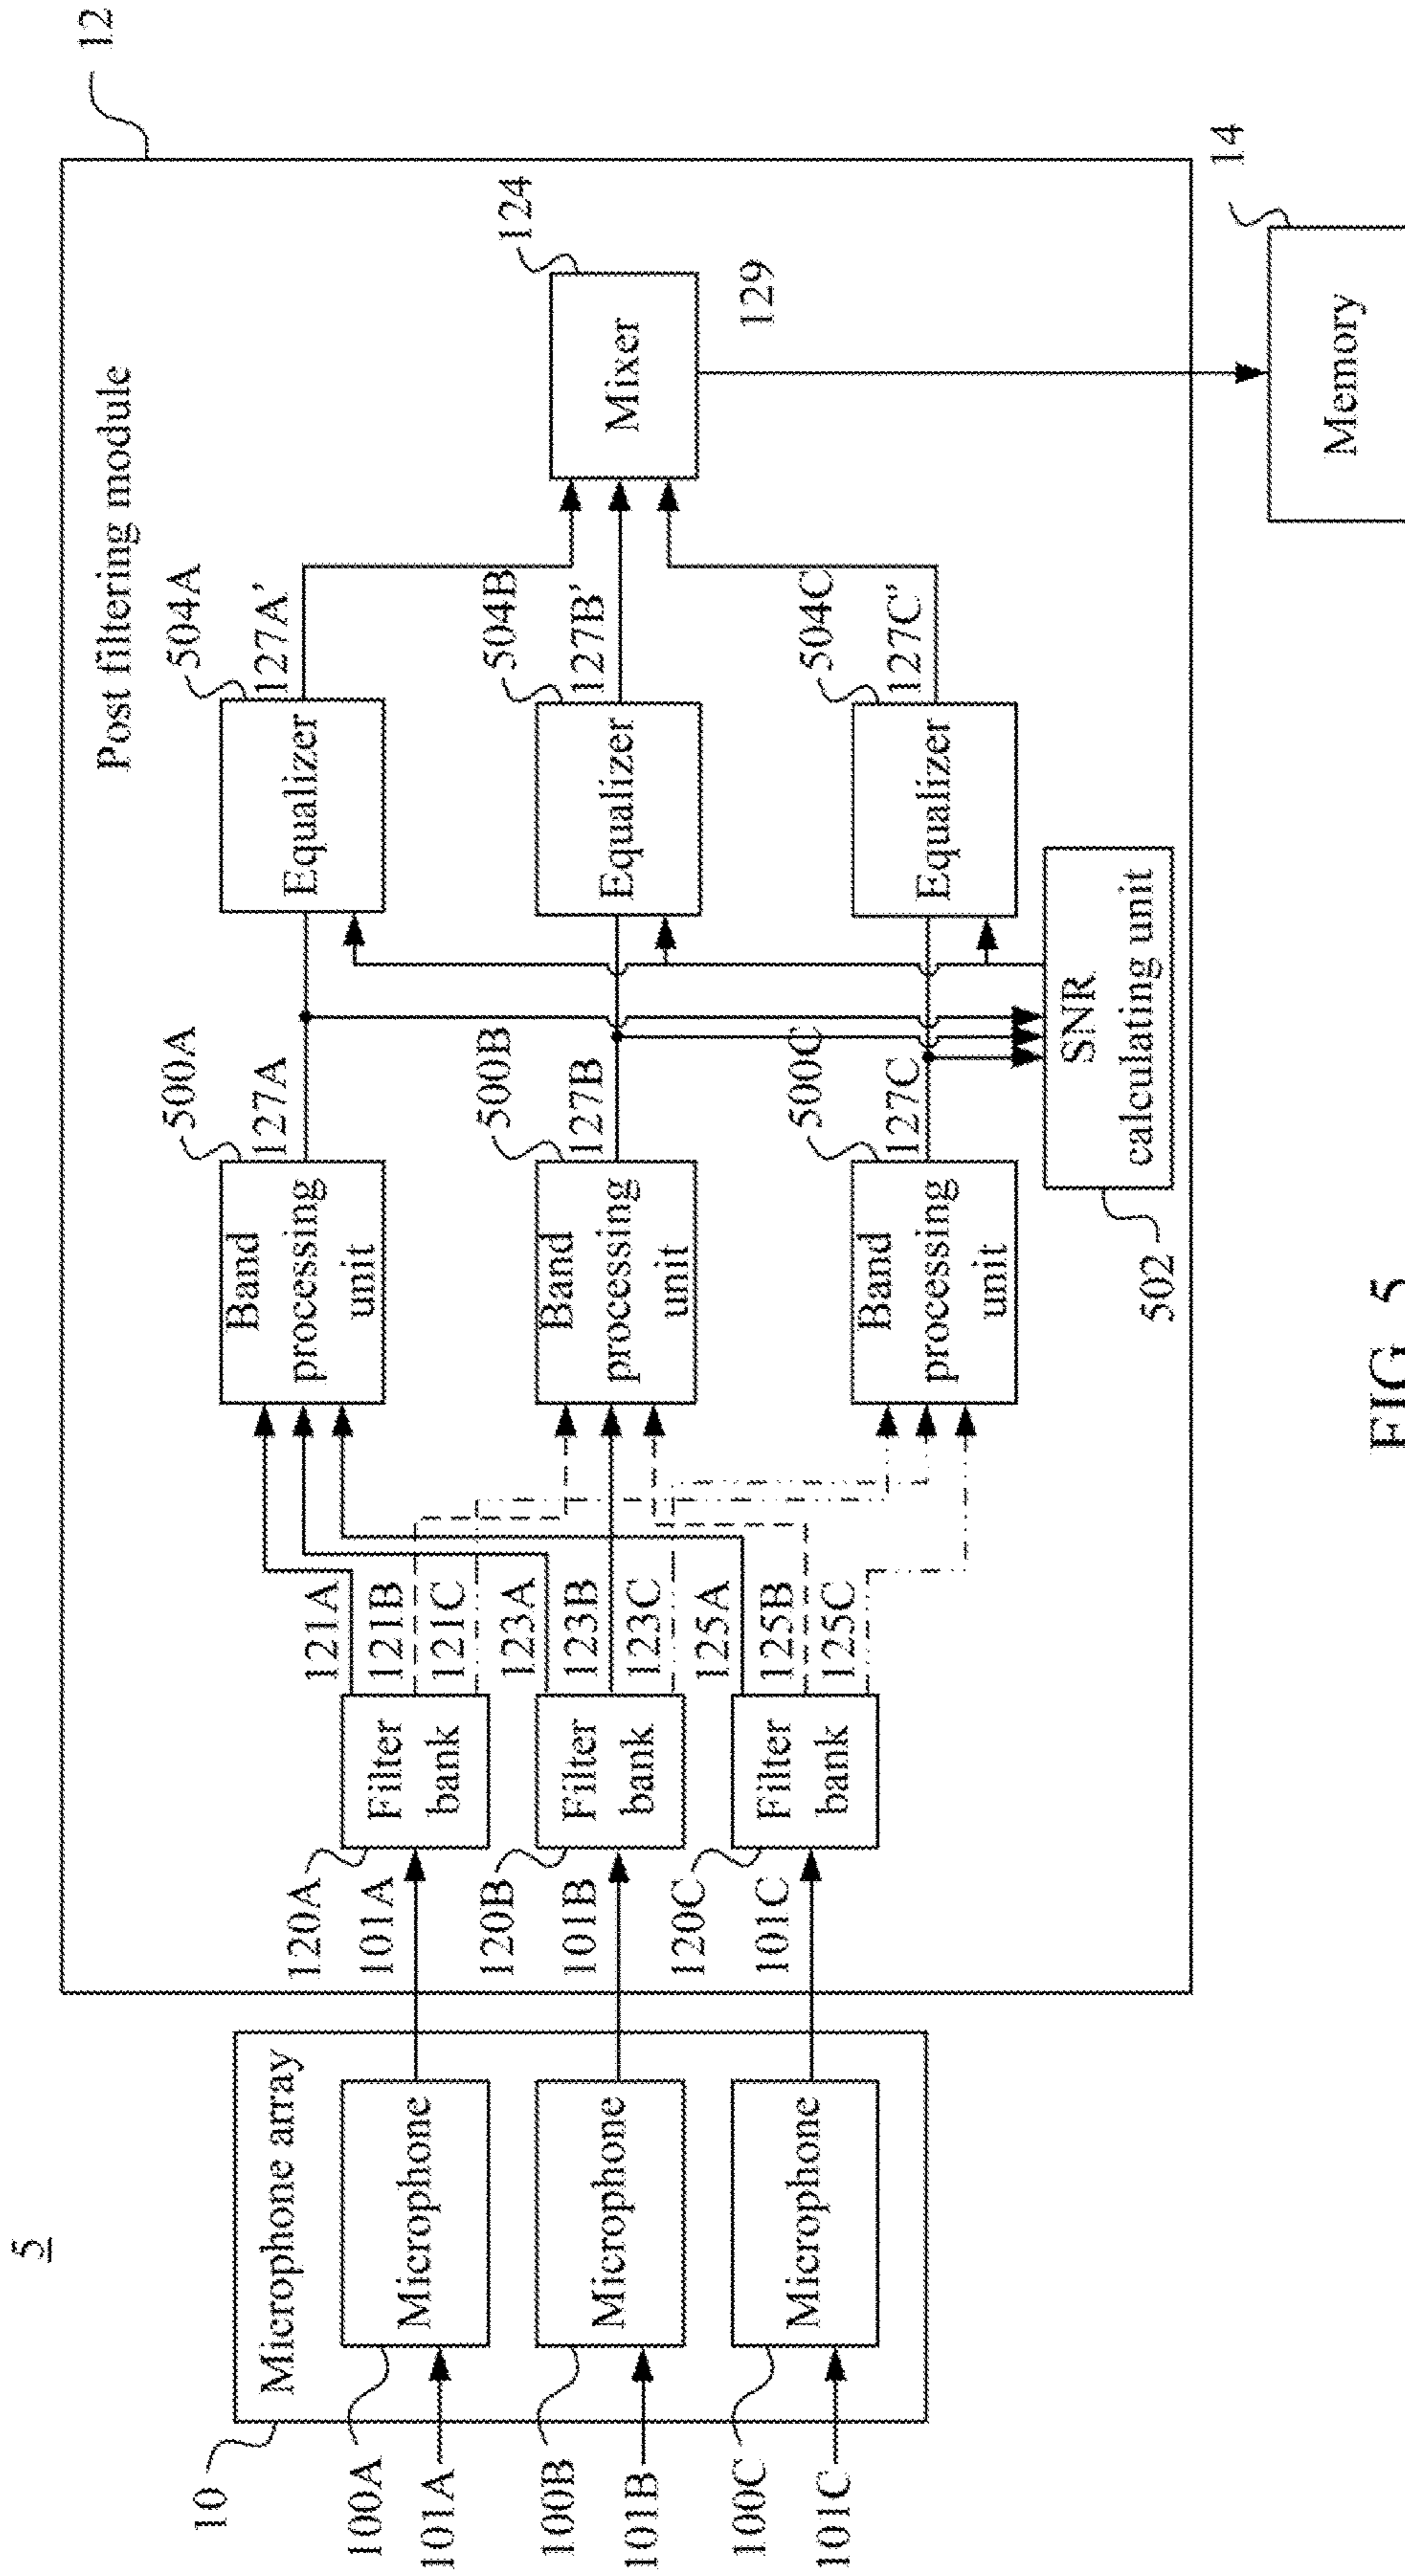 5
Microphone array
10
100A
101A
100B
101B
100C
101C
Microphone
Microphone
Microphone
Post filtering module
12
120A
101A
120B
101B
120C
101C
Filter
bank
Filter
bank
Filter
bank
121A
121B
121C
123A
123B
123C
125A
125B
125C
Band
processing
unit
Band
processing
unit
Band
processing
unit
500A
127A
500B
127B
500C
127C
SNR
calculating unit
502
Equalizer
Equalizer
Equalizer
504A
127A'
504B
127B'
504C
127C'
Mixer
124
129
Memory
14
FIG. 5